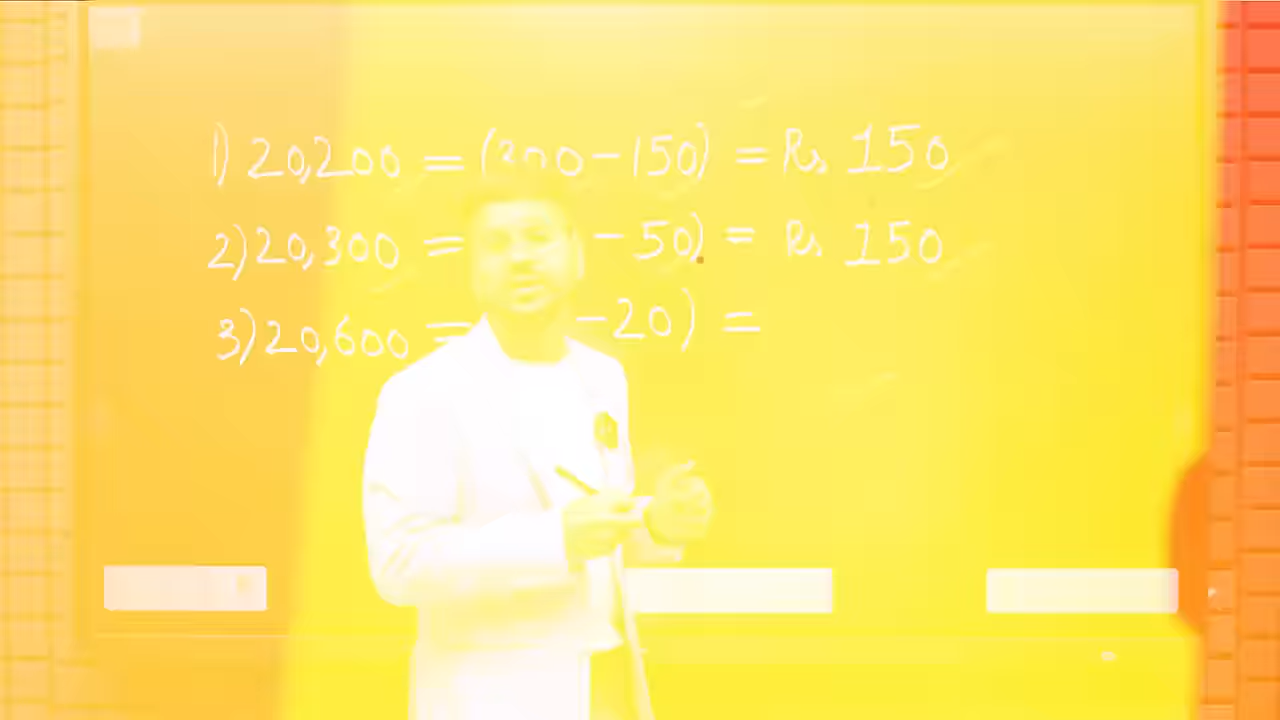 1) 20,200 = (300 - 150) = Rs 150
2) 20,300 = - 50) = Rs 150
3) 20,600 = - 20) =